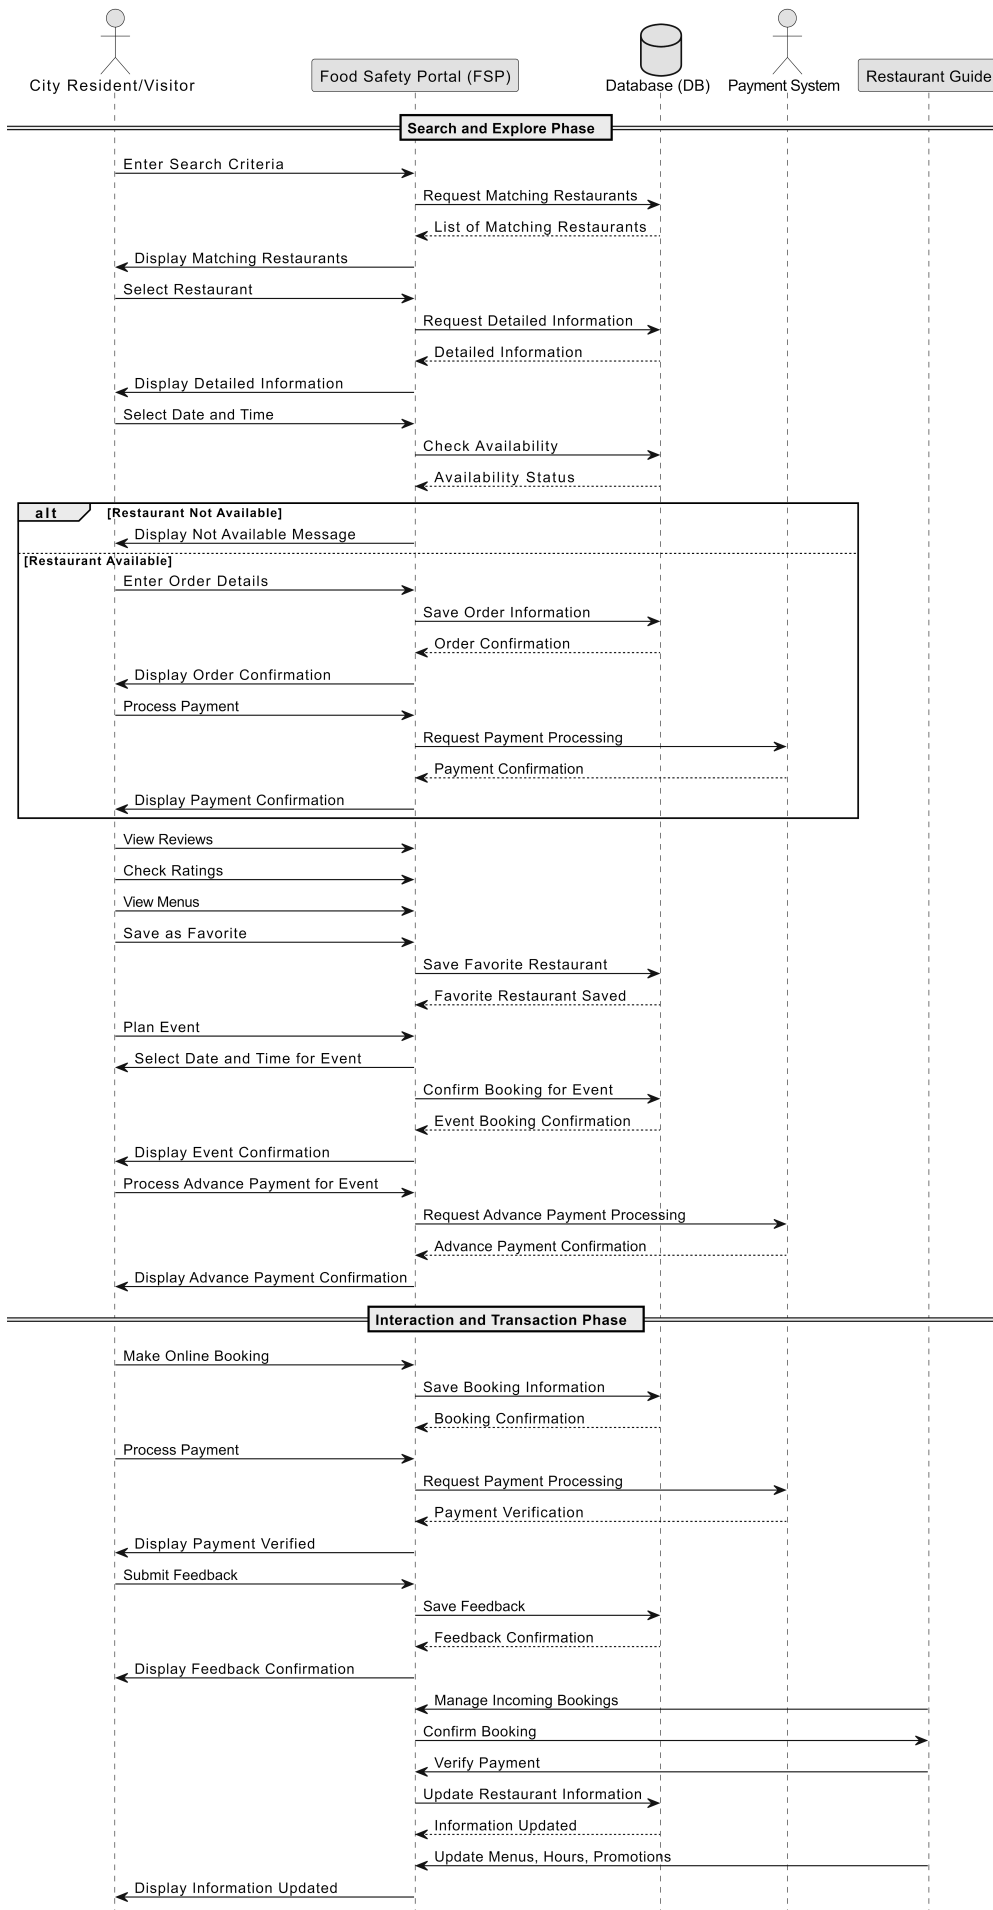 City Resident/Visitor
Food Safety Portal (FSP)
Database (DB)
Payment System
Restaurant Guide
Search and Explore Phase
Enter Search Criteria
Request Matching Restaurants
List of Matching Restaurants
Display Matching Restaurants
Select Restaurant
Request Detailed Information
Detailed Information
Display Detailed Information
Select Date and Time
Check Availability
Availability Status
alt
[Restaurant Not Available]
Display Not Available Message
[Restaurant Available]
Enter Order Details
Save Order Information
Order Confirmation
Display Order Confirmation
Process Payment
Request Payment Processing
Payment Confirmation
Display Payment Confirmation
View Reviews
Check Ratings
View Menus
Save as Favorite
Save Favorite Restaurant
Favorite Restaurant Saved
Plan Event
Select Date and Time for Event
Confirm Booking for Event
Event Booking Confirmation
Display Event Confirmation
Process Advance Payment for Event
Request Advance Payment Processing
Advance Payment Confirmation
Display Advance Payment Confirmation
Interaction and Transaction Phase
Make Online Booking
Save Booking Information
Booking Confirmation
Process Payment
Request Payment Processing
Payment Verification
Display Payment Verified
Submit Feedback
Save Feedback
Feedback Confirmation
Display Feedback Confirmation
Manage Incoming Bookings
Confirm Booking
Verify Payment
Update Restaurant Information
Information Updated
Update Menus, Hours, Promotions
Display Information Updated